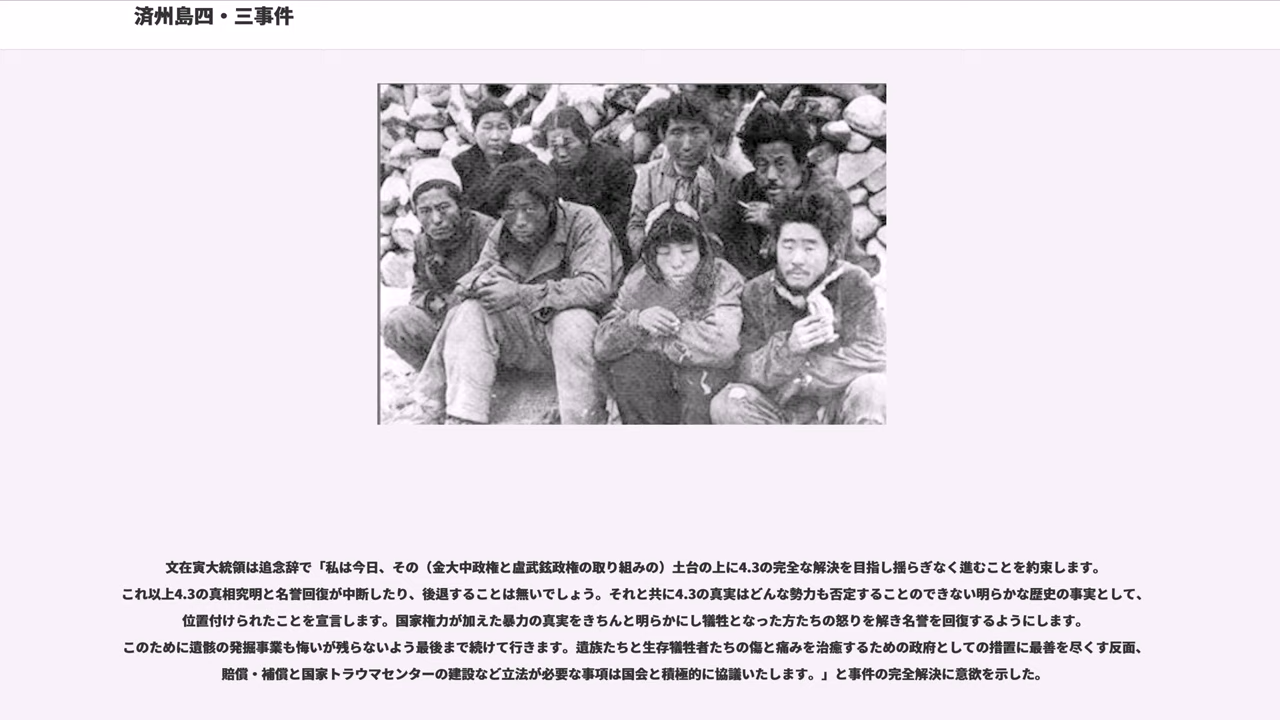 済州島四・三事件
文在寅大統領は追念辞で「私は今日、その（金大中政権と盧武鉉政権の取り組みの）土台の上に4.3の完全な解決を目指し揺らぎなく進むことを約束します。
これ以上4.3の真相究明と名誉回復が中断したり、後退することは無いでしょう。それと共に4.3の真実はどんな勢力も否定することのできない明らかな歴史の事実として、
位置付けられたことを宣言します。国家権力が加えた暴力の真実をきちんと明らかにし犠牲となった方たちの怒りを解き名誉を回復するようにします。
このために遺骸の発掘事業も悔いが残らないよう最後まで続けて行きます。遺族たちと生存犠牲者たちの傷と痛みを治癒するための政府としての措置に最善を尽くす反面、
賠償・補償と国家トラウマセンターの建設など立法が必要な事項は国会と積極的に協議いたします。」と事件の完全解決に意欲を示した。